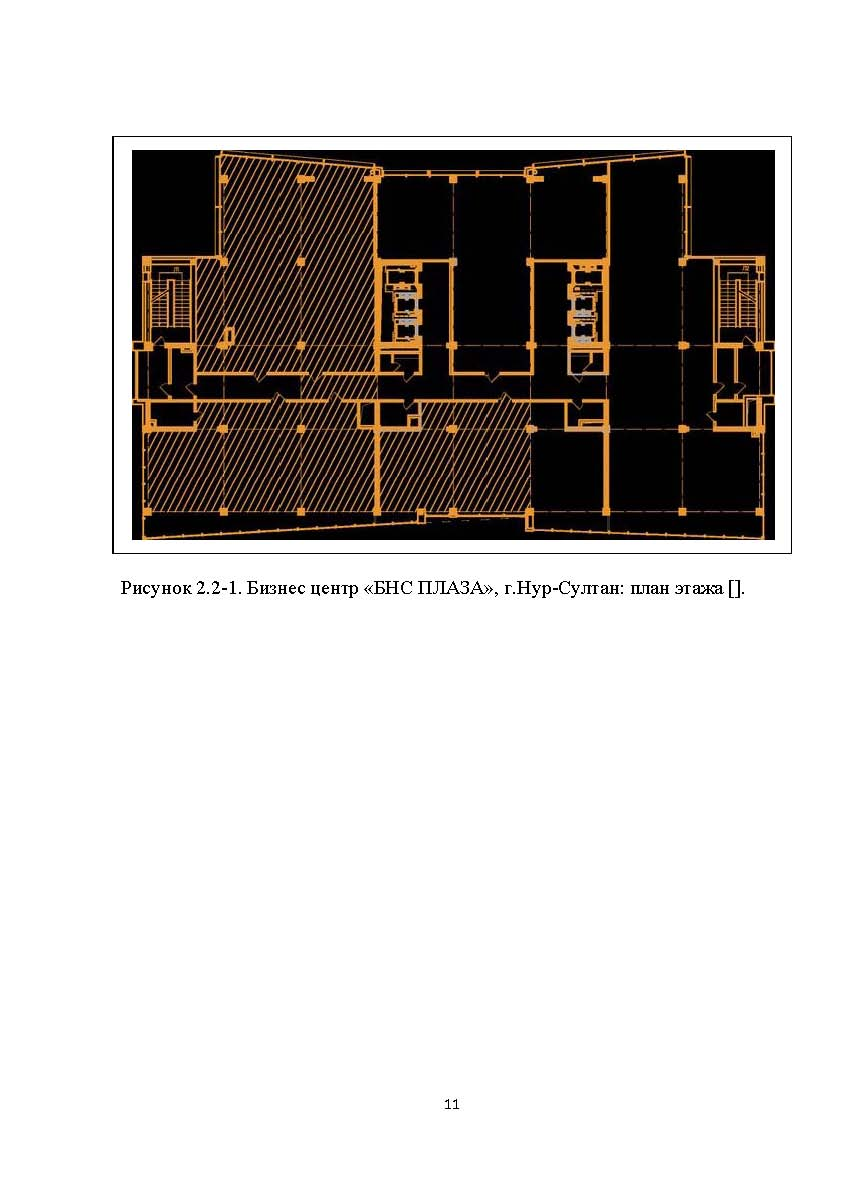 Рисунок 2.2-1. Бизнес центр «БНС ПЛАЗА», г.Нур-Султан: план этажа [].
11